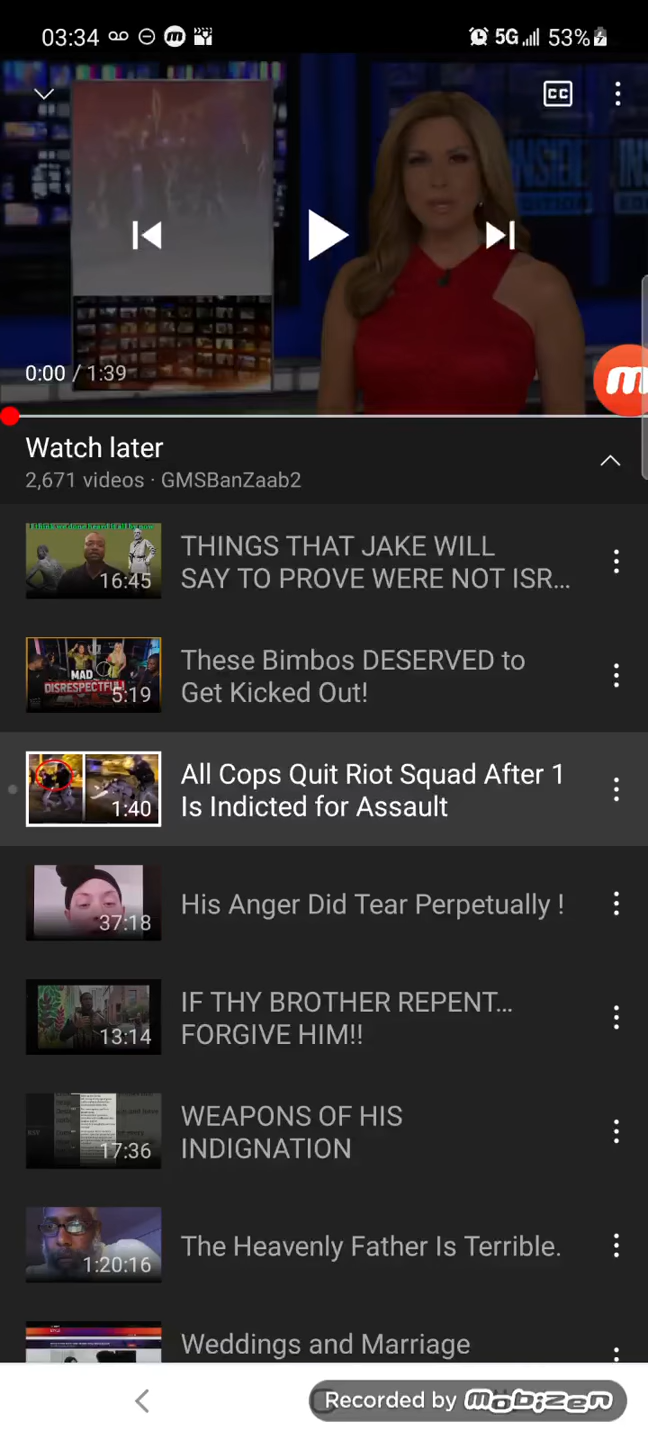 03:34
5G 53%
CC
INSIDE
EDITION
0:00 / 1:39
Watch later
2,671 videos · GMSBanZaab2
16:45
THINGS THAT JAKE WILL
SAY TO PROVE WERE NOT ISR...
MAD
DISRESPECTFUL!
5:19
These Bimbos DESERVED to
Get Kicked Out!
1:40
All Cops Quit Riot Squad After 1
Is Indicted for Assault
37:18
His Anger Did Tear Perpetually !
13:14
IF THY BROTHER REPENT...
FORGIVE HIM!!
17:36
WEAPONS OF HIS
INDIGNATION
1:20:16
The Heavenly Father Is Terrible.
Weddings and Marriage
Recorded by mobizen